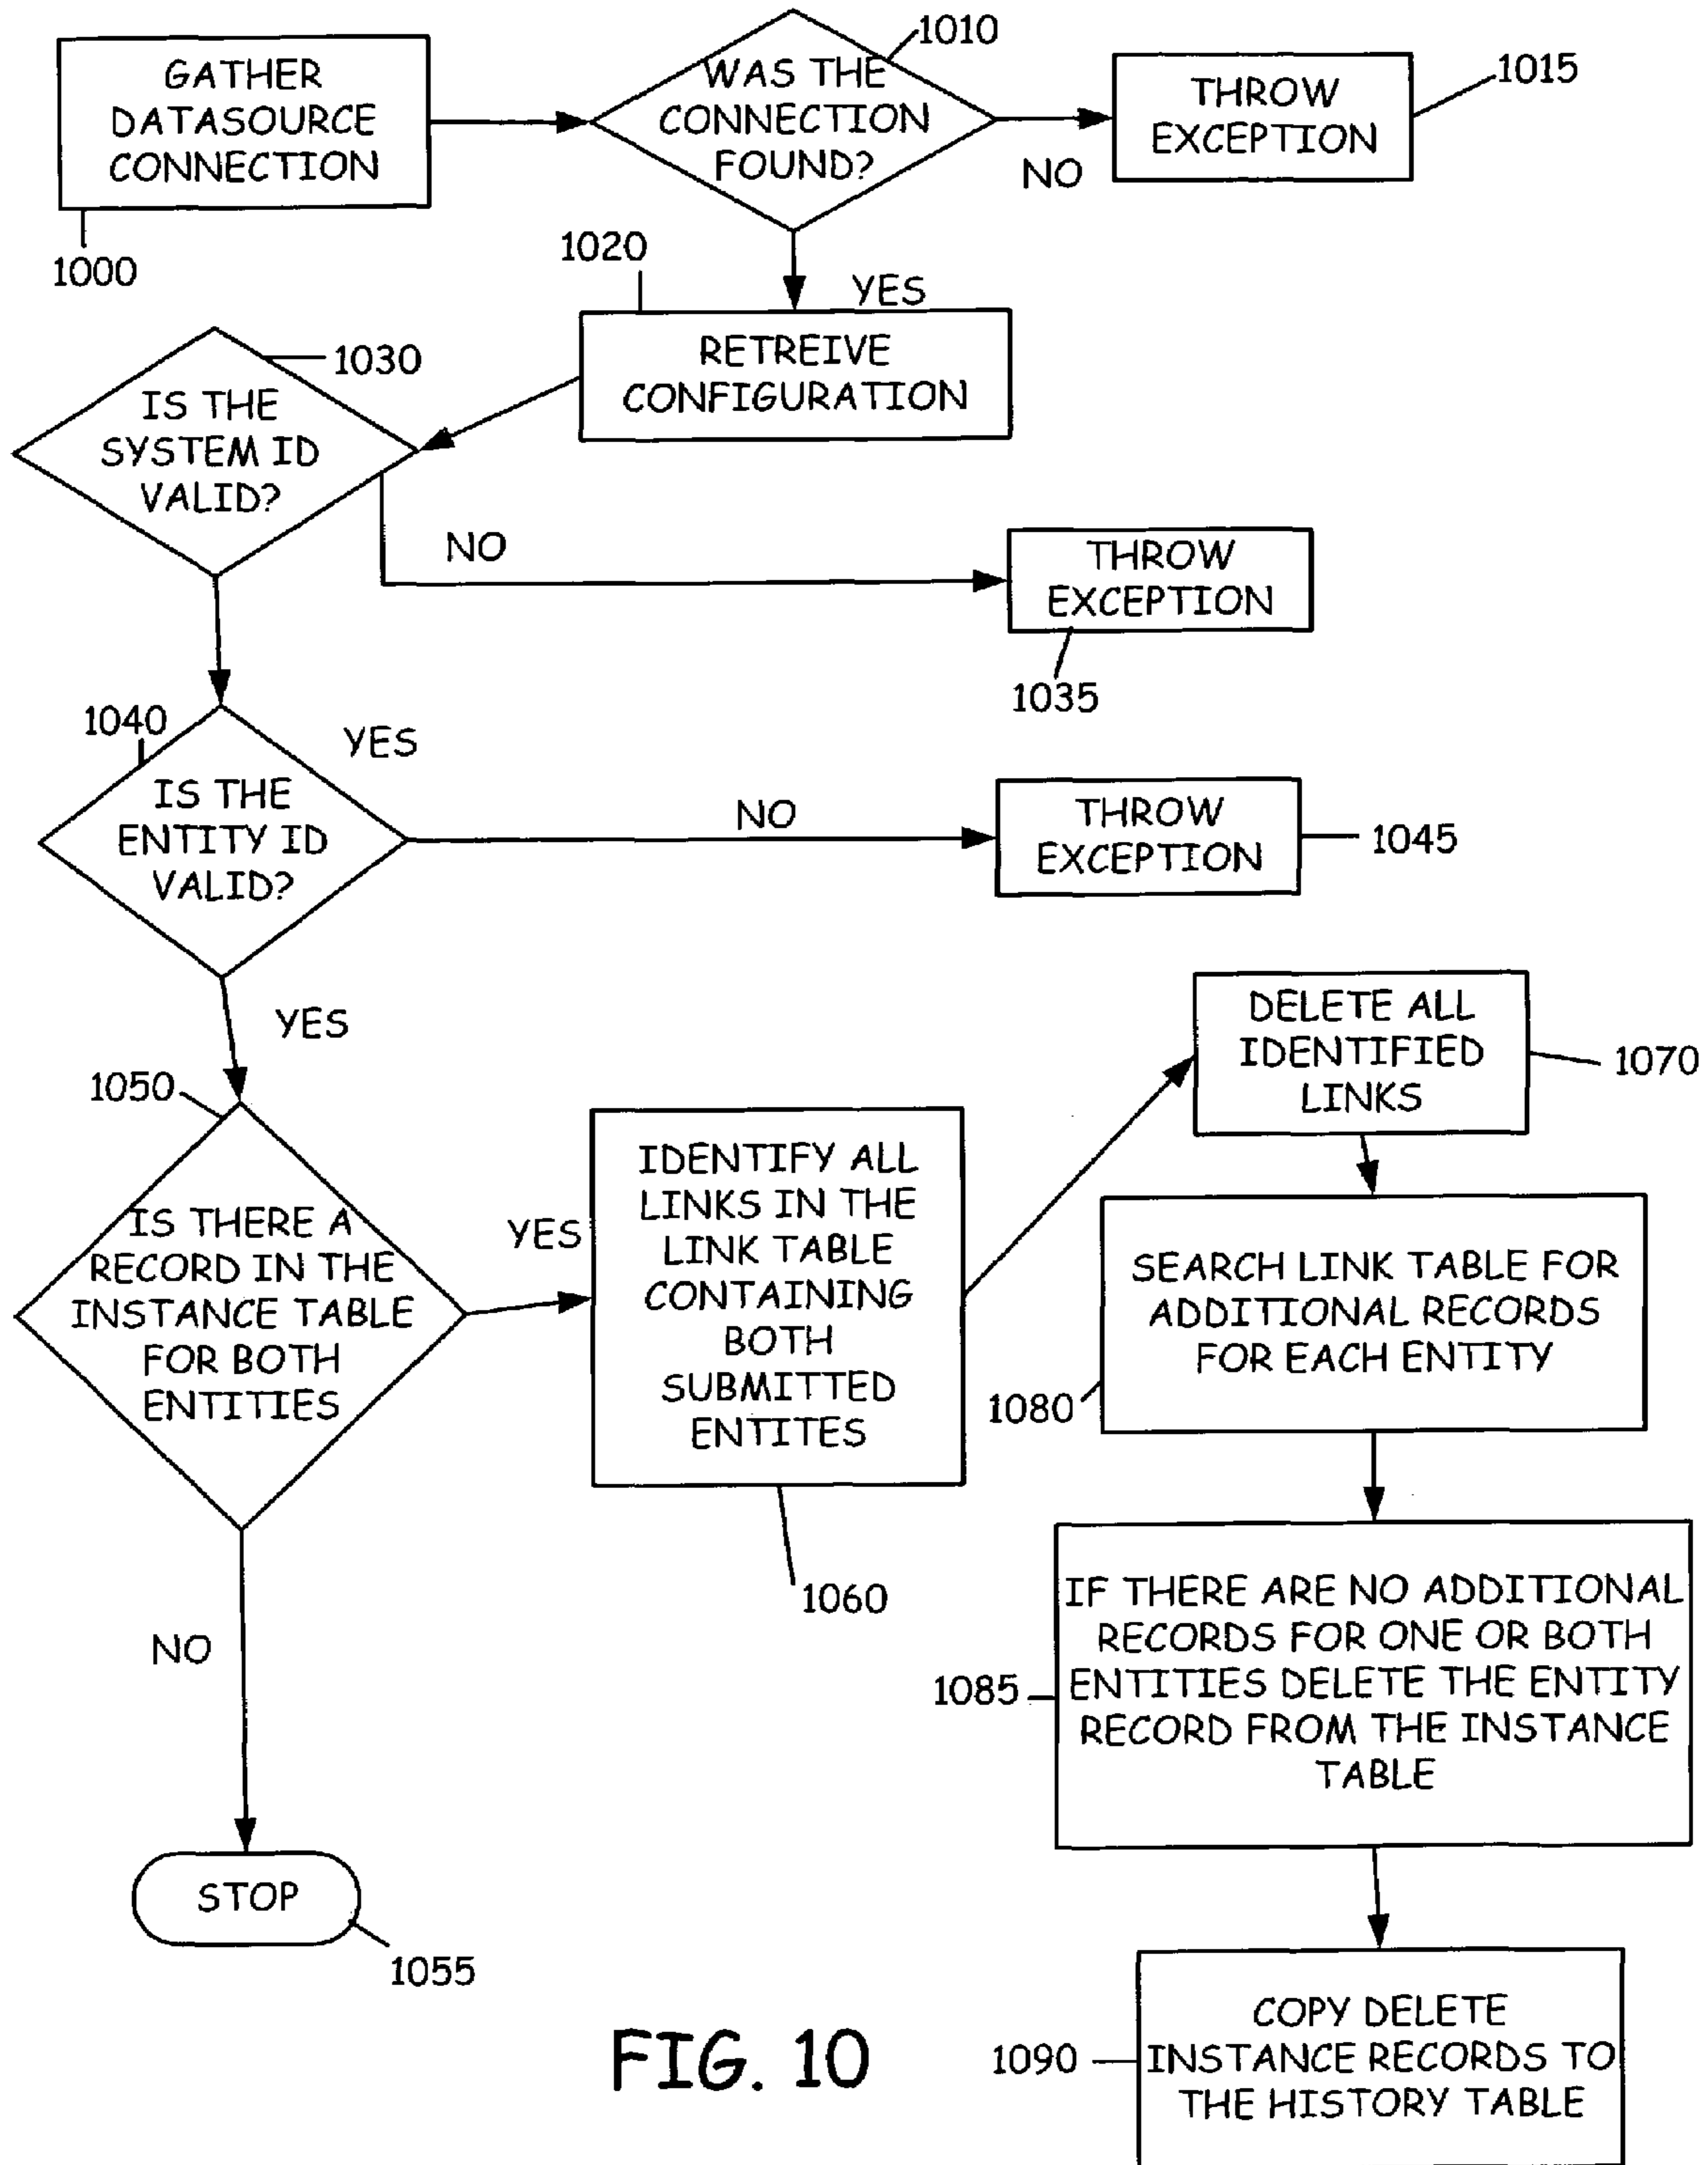 GATHER
DATASOURCE
CONNECTION
1000
WAS THE
CONNECTION
FOUND?
1010
NO
THROW
EXCEPTION
1015
YES
1020
RETREIVE
CONFIGURATION
1030
IS THE
SYSTEM ID
VALID?
NO
THROW
EXCEPTION
1035
YES
1040
IS THE
ENTITY ID
VALID?
NO
THROW
EXCEPTION
1045
YES
1050
IS THERE A
RECORD IN THE
INSTANCE TABLE
FOR BOTH
ENTITIES
YES
IDENTIFY ALL
LINKS IN THE
LINK TABLE
CONTAINING
BOTH
SUBMITTED
ENTITES
1060
DELETE ALL
IDENTIFIED
LINKS
1070
SEARCH LINK TABLE FOR
ADDITIONAL RECORDS
FOR EACH ENTITY
1080
IF THERE ARE NO ADDITIONAL
RECORDS FOR ONE OR BOTH
ENTITIES DELETE THE ENTITY
RECORD FROM THE INSTANCE
TABLE
1085
NO
STOP
1055
COPY DELETE
INSTANCE RECORDS TO
THE HISTORY TABLE
1090
FIG. 10